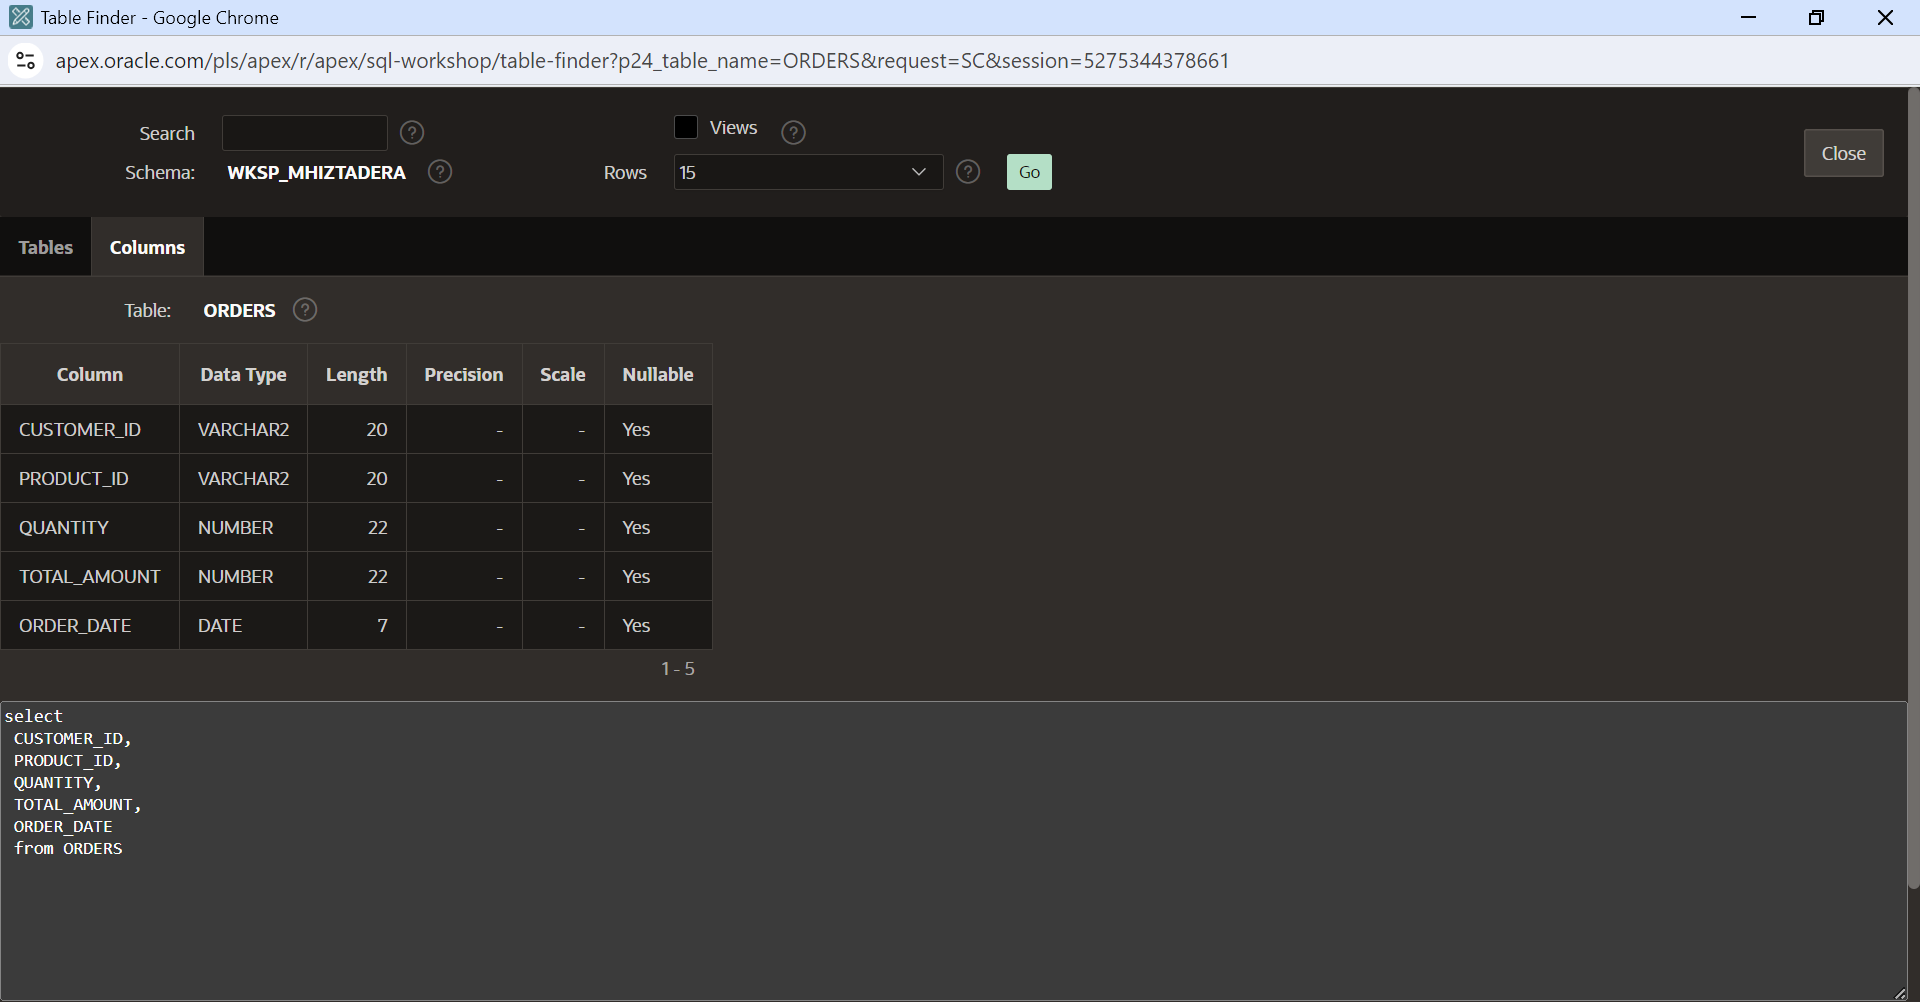 Table Finder - Google Chrome
apex.oracle.com/pls/apex/r/apex/sql-workshop/table-finder?p24_table_name=ORDERS&request=SC&session=5275344378661
Search ? Views ?
Schema: WKSP_MHIZTADERA ? Rows 15 ? Go Close
Tables Columns
Table: ORDERS ?
Column Data Type Length Precision Scale Nullable
CUSTOMER_ID VARCHAR2 20 - - Yes
PRODUCT_ID VARCHAR2 20 - - Yes
QUANTITY NUMBER 22 - - Yes
TOTAL_AMOUNT NUMBER 22 - - Yes
ORDER_DATE DATE 7 - - Yes
1 - 5
select
CUSTOMER_ID,
PRODUCT_ID,
QUANTITY,
TOTAL_AMOUNT,
ORDER_DATE
from ORDERS